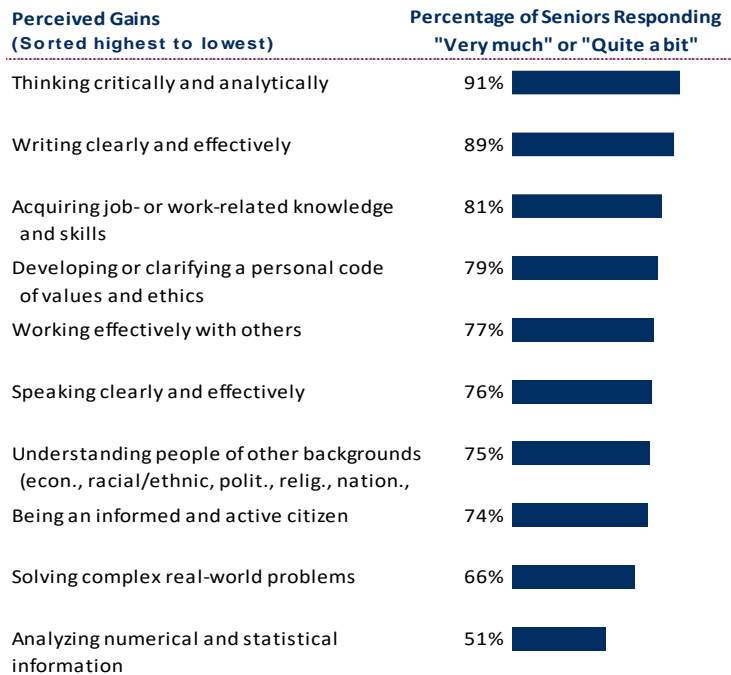 Perceived Gains
(Sorted highest to lowest)
Percentage of Seniors Responding
"Very much" or "Quite a bit"
Thinking critically and analytically 91%
Writing clearly and effectively 89%
Acquiring job- or work-related knowledge 81%
and skills
Developing or clarifying a personal code 79%
of values and ethics
Working effectively with others 77%
Speaking clearly and effectively 76%
Understanding people of other backgrounds 75%
(econ., racial/ethnic, polit., relig., nation.,
Being an informed and active citizen 74%
Solving complex real-world problems 66%
Analyzing numerical and statistical 51%
information